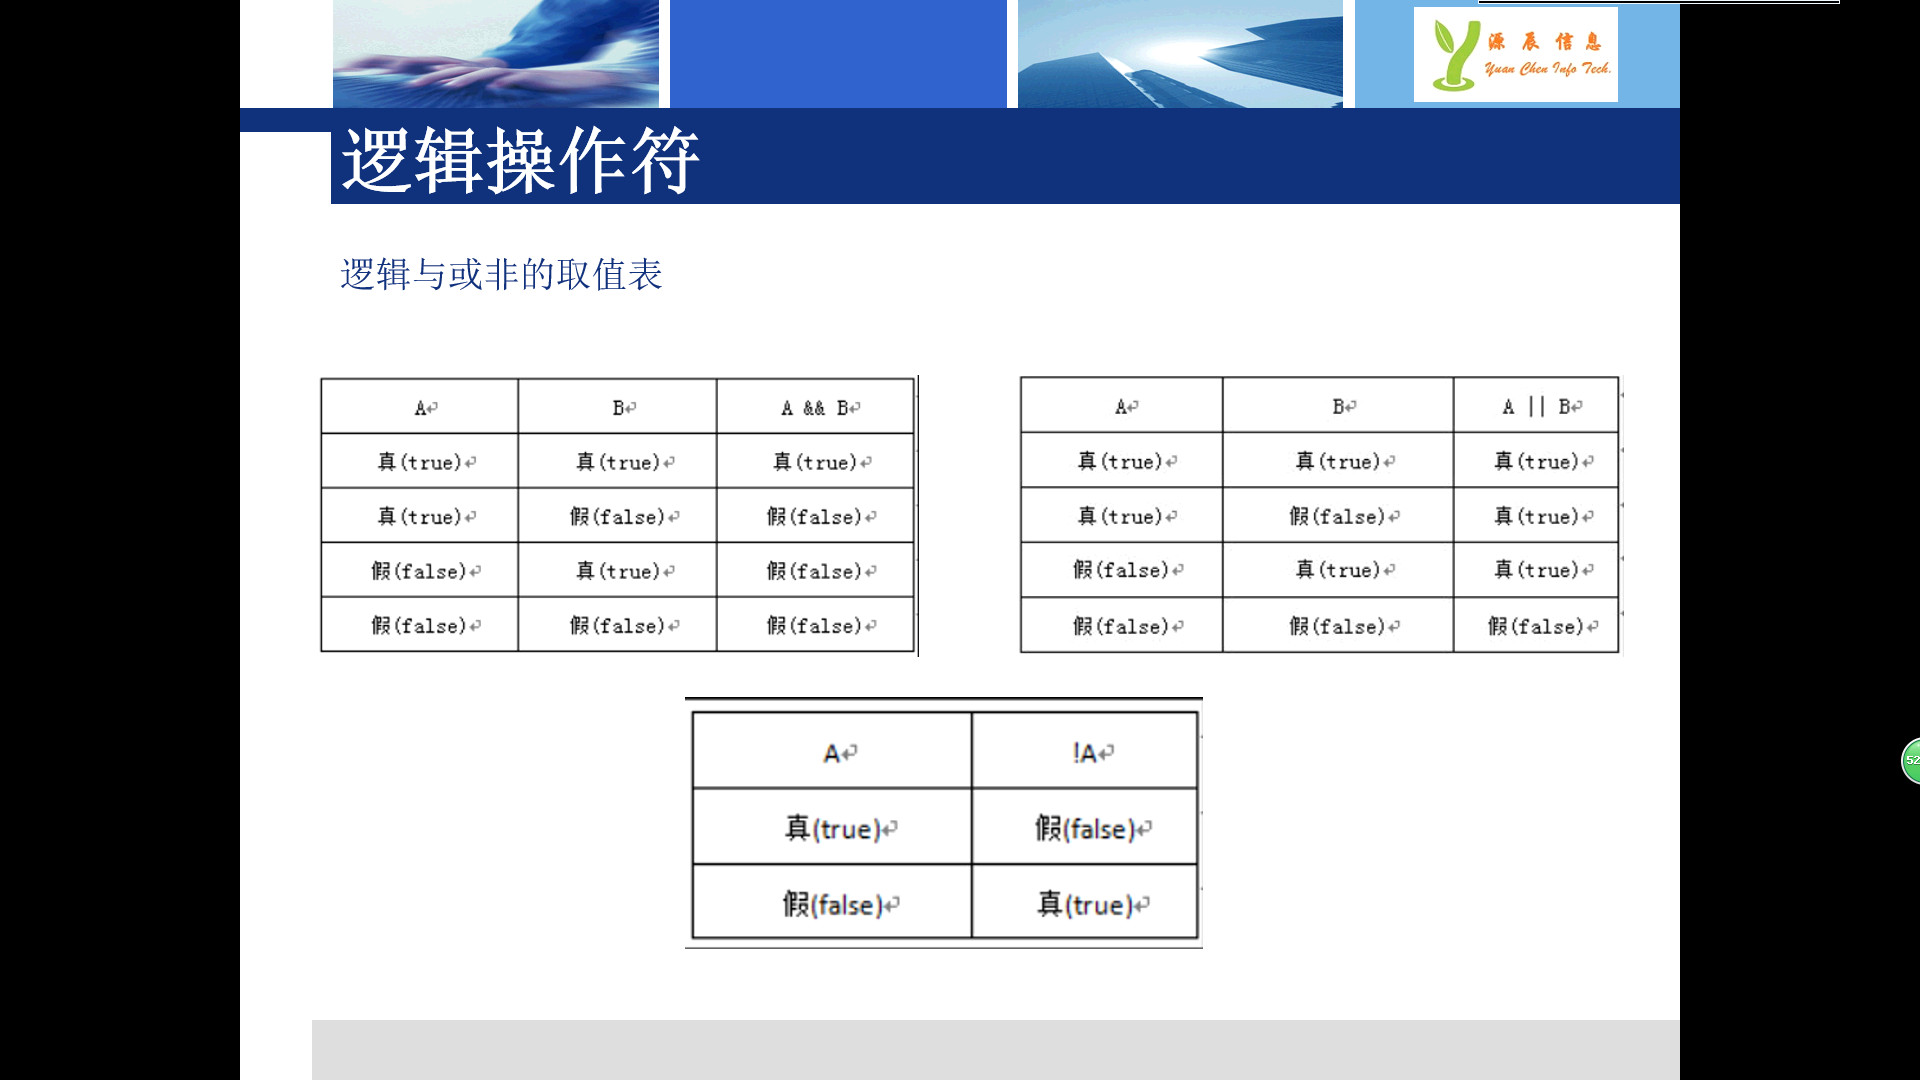 源 辰 信 息
Yuan Chen Info Tech.
逻辑操作符
逻辑与或非的取值表
A B A && B
真(true) 真(true) 真(true)
真(true) 假(false) 假(false)
假(false) 真(true) 假(false)
假(false) 假(false) 假(false)
A B A || B
真(true) 真(true) 真(true)
真(true) 假(false) 真(true)
假(false) 真(true) 真(true)
假(false) 假(false) 假(false)
A !A
真(true) 假(false)
假(false) 真(true)
52